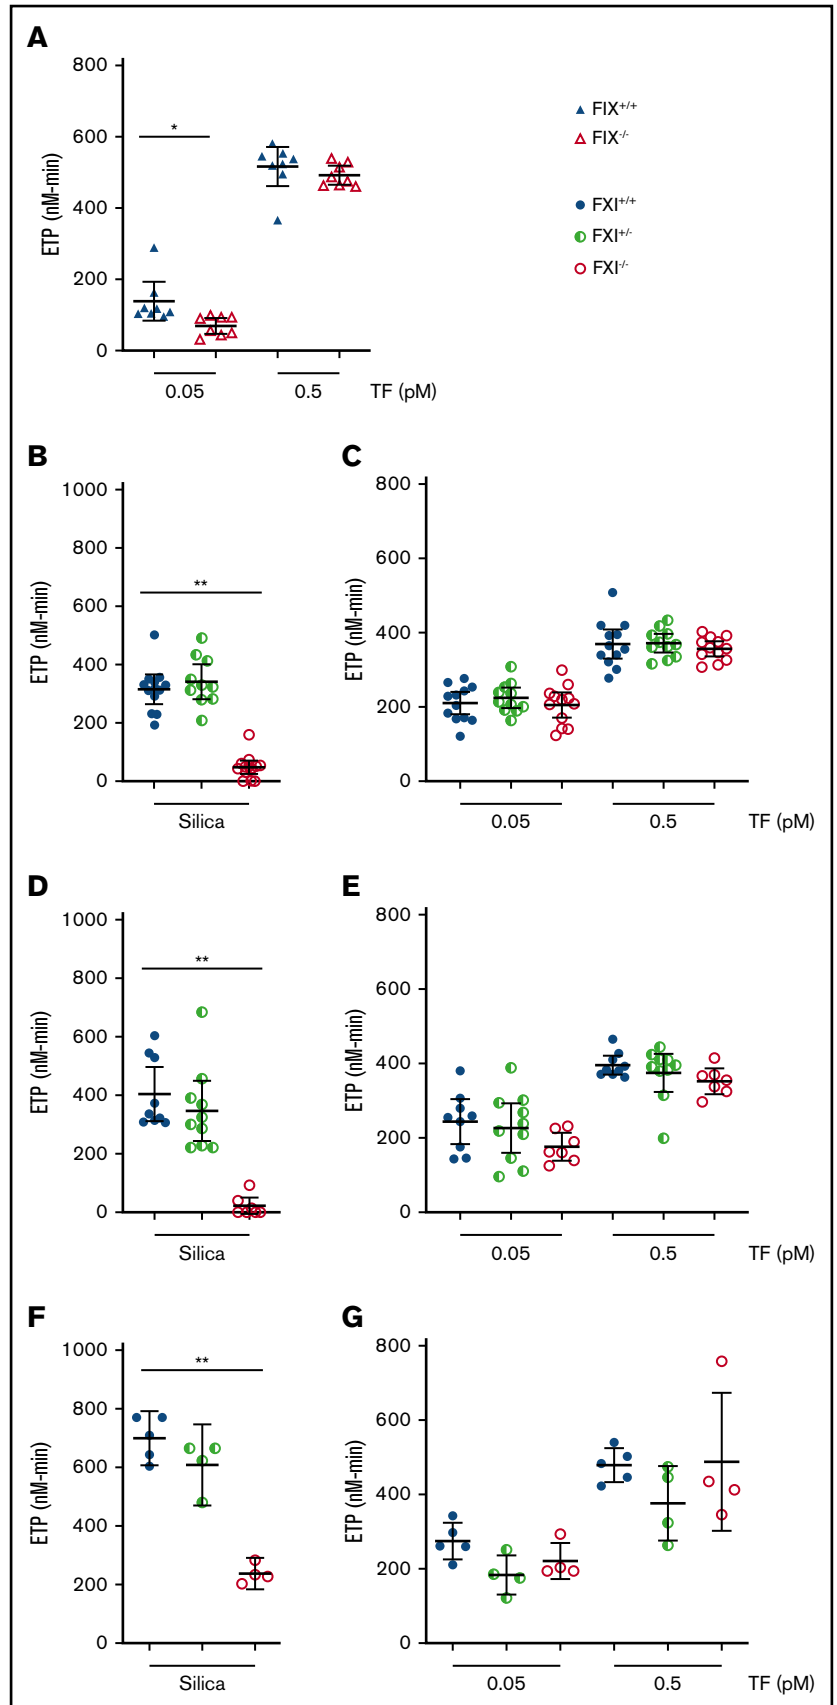 A
800
600
400
200
0
ETP (nM-min)
*
0.05
0.5
TF (pM)
FIX+/+
FIX-/-
FXI+/+
FXI+/-
FXI-/-
B
1000
800
600
400
200
0
ETP (nM-min)
**
Silica
C
800
600
400
200
0
ETP (nM-min)
0.05
0.5
TF (pM)
D
1000
800
600
400
200
0
ETP (nM-min)
**
Silica
E
800
600
400
200
0
ETP (nM-min)
0.05
0.5
TF (pM)
F
1000
800
600
400
200
0
ETP (nM-min)
**
Silica
G
800
600
400
200
0
ETP (nM-min)
0.05
0.5
TF (pM)